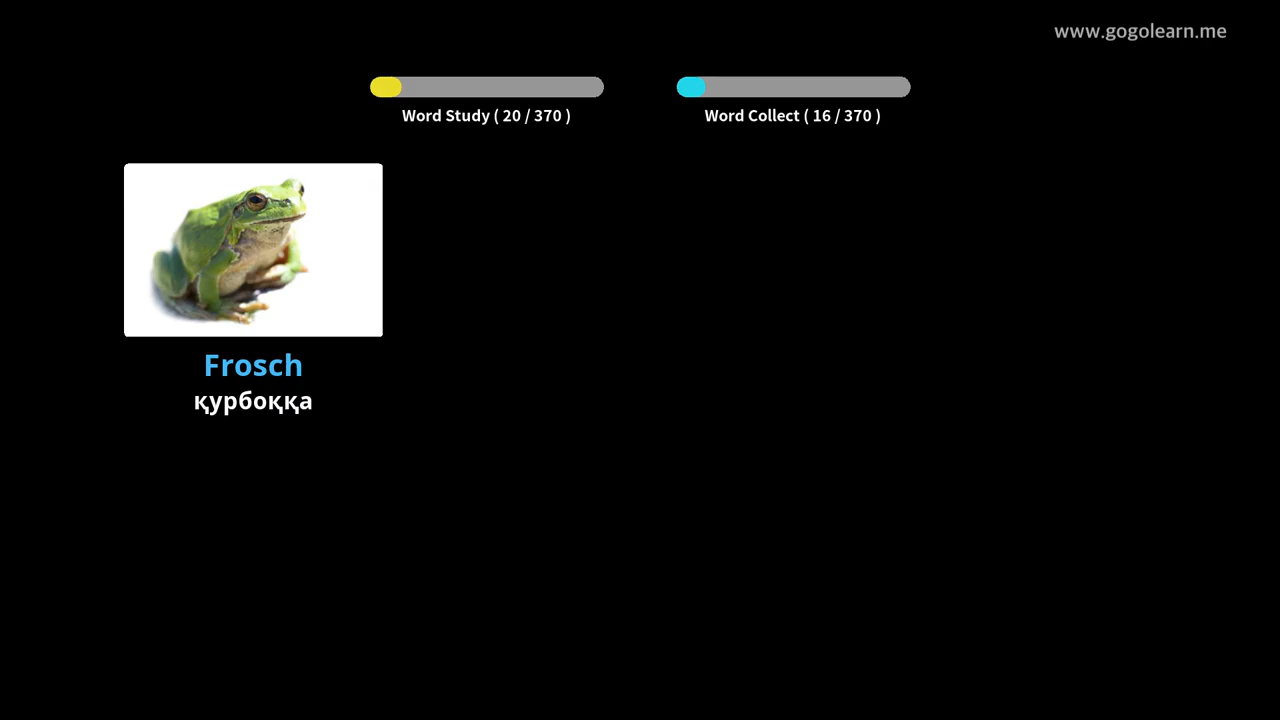 www.gogolearn.me
Word Study ( 20 / 370 )
Word Collect ( 16 / 370 )
Frosch
қурбоққа